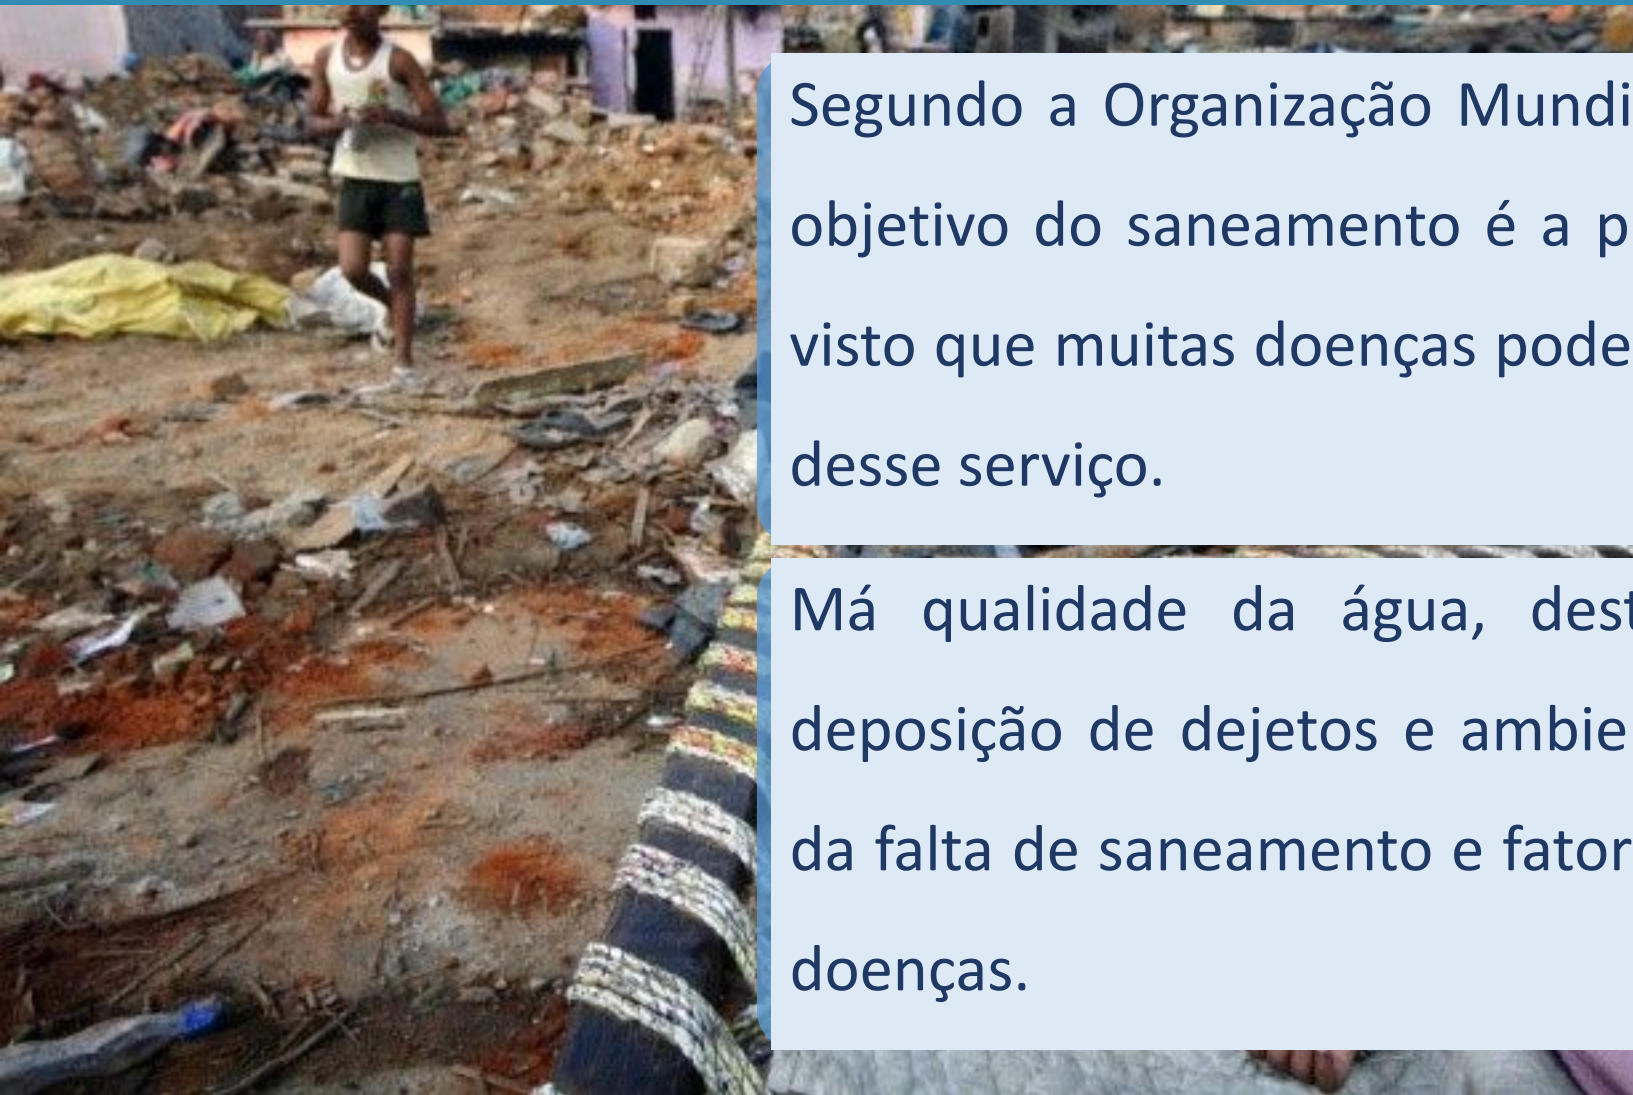 Segundo a Organização Mundi
objetivo do saneamento é a p
visto que muitas doenças pode
desse serviço.
Má qualidade da água, dest
deposição de dejetos e ambie
da falta de saneamento e fator
doenças.